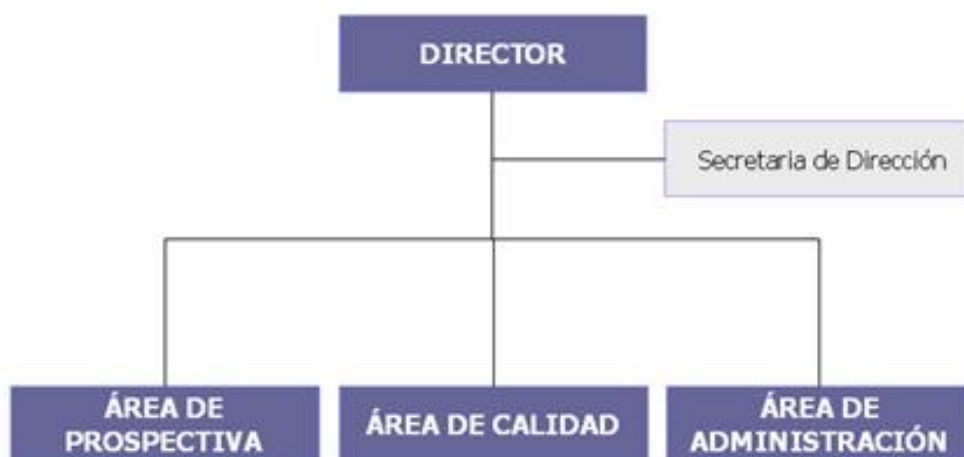 DIRECTOR
Secretaria de Dirección
ÁREA DE
PROSPECTIVA
ÁREA DE CALIDAD
ÁREA DE
ADMINISTRACIÓN